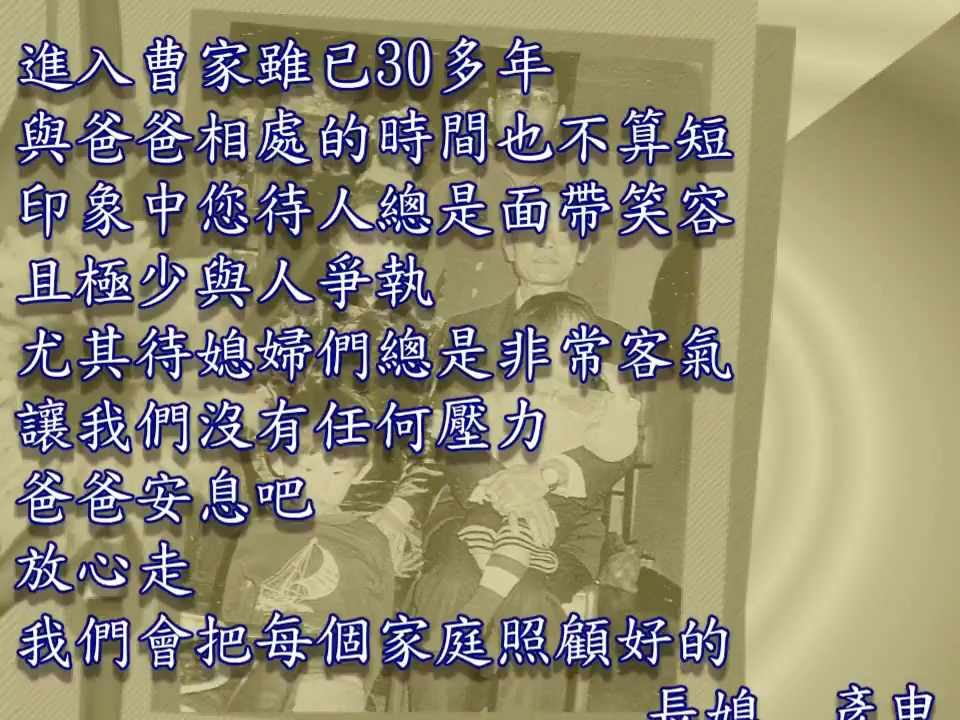 進入曹家雖已30多年
與爸爸相處的時間也不算短
印象中您待人總是面帶笑容
且極少與人爭執
尤其待媳婦們總是非常客氣
讓我們沒有任何壓力
爸爸安息吧
放心走
我們會把每個家庭照顧好的
長媳